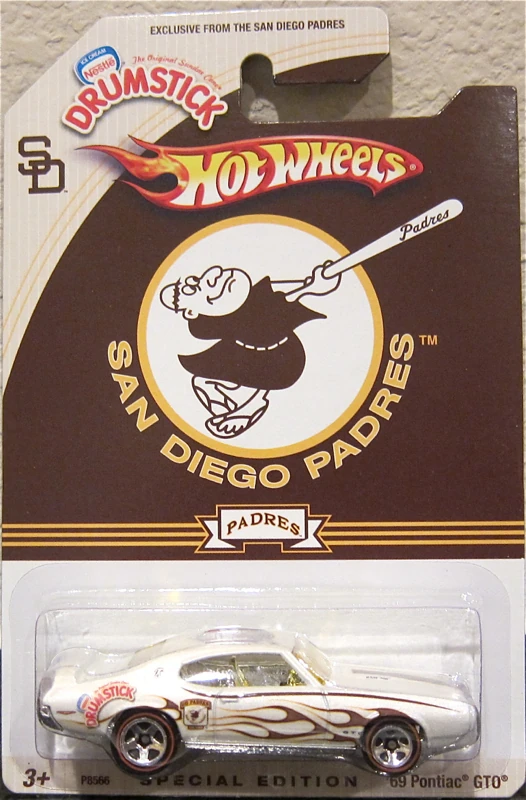 EXCLUSIVE FROM THE SAN DIEGO PADRES
ICE CREAM
Nestlé
The Original Sundae Cone
DRUMSTICK
SD
HOT WHEELS®
Padres
SAN DIEGO PADRES™
PADRES
DRUMSTICK
3+
P8566
SPECIAL EDITION
'69 Pontiac® GTO®